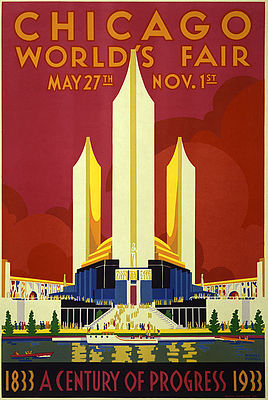 CHICAGO
WORLD'S FAIR
MAY 27TH NOV. 1ST
1833 A CENTURY OF PROGRESS 1933